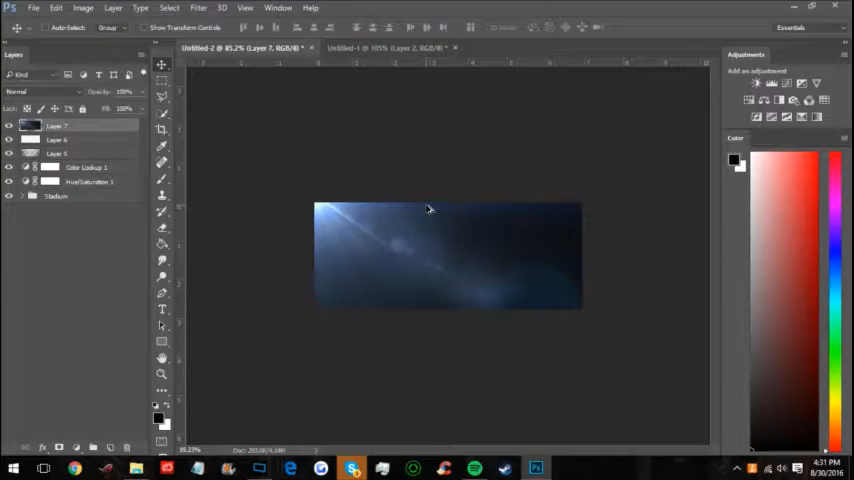 Ps File Edit Image Layer Type Select Filter 3D View Window Help
Auto-Select: Group Show Transform Controls
Essentials
Layers
Untitled-2 @ 85.2% (Layer 7, RGB/8) *
Untitled-1 @ 105% (Layer 2, RGB/8) *
Kind
Normal Opacity: 100%
Lock: Fill: 100%
Layer 7
Layer 6
Layer 5
Color Lookup 1
Hue/Saturation 1
Stadium
fx
Adjustments
Add an adjustment
Color
85.23%
4:31 PM
8/30/2016